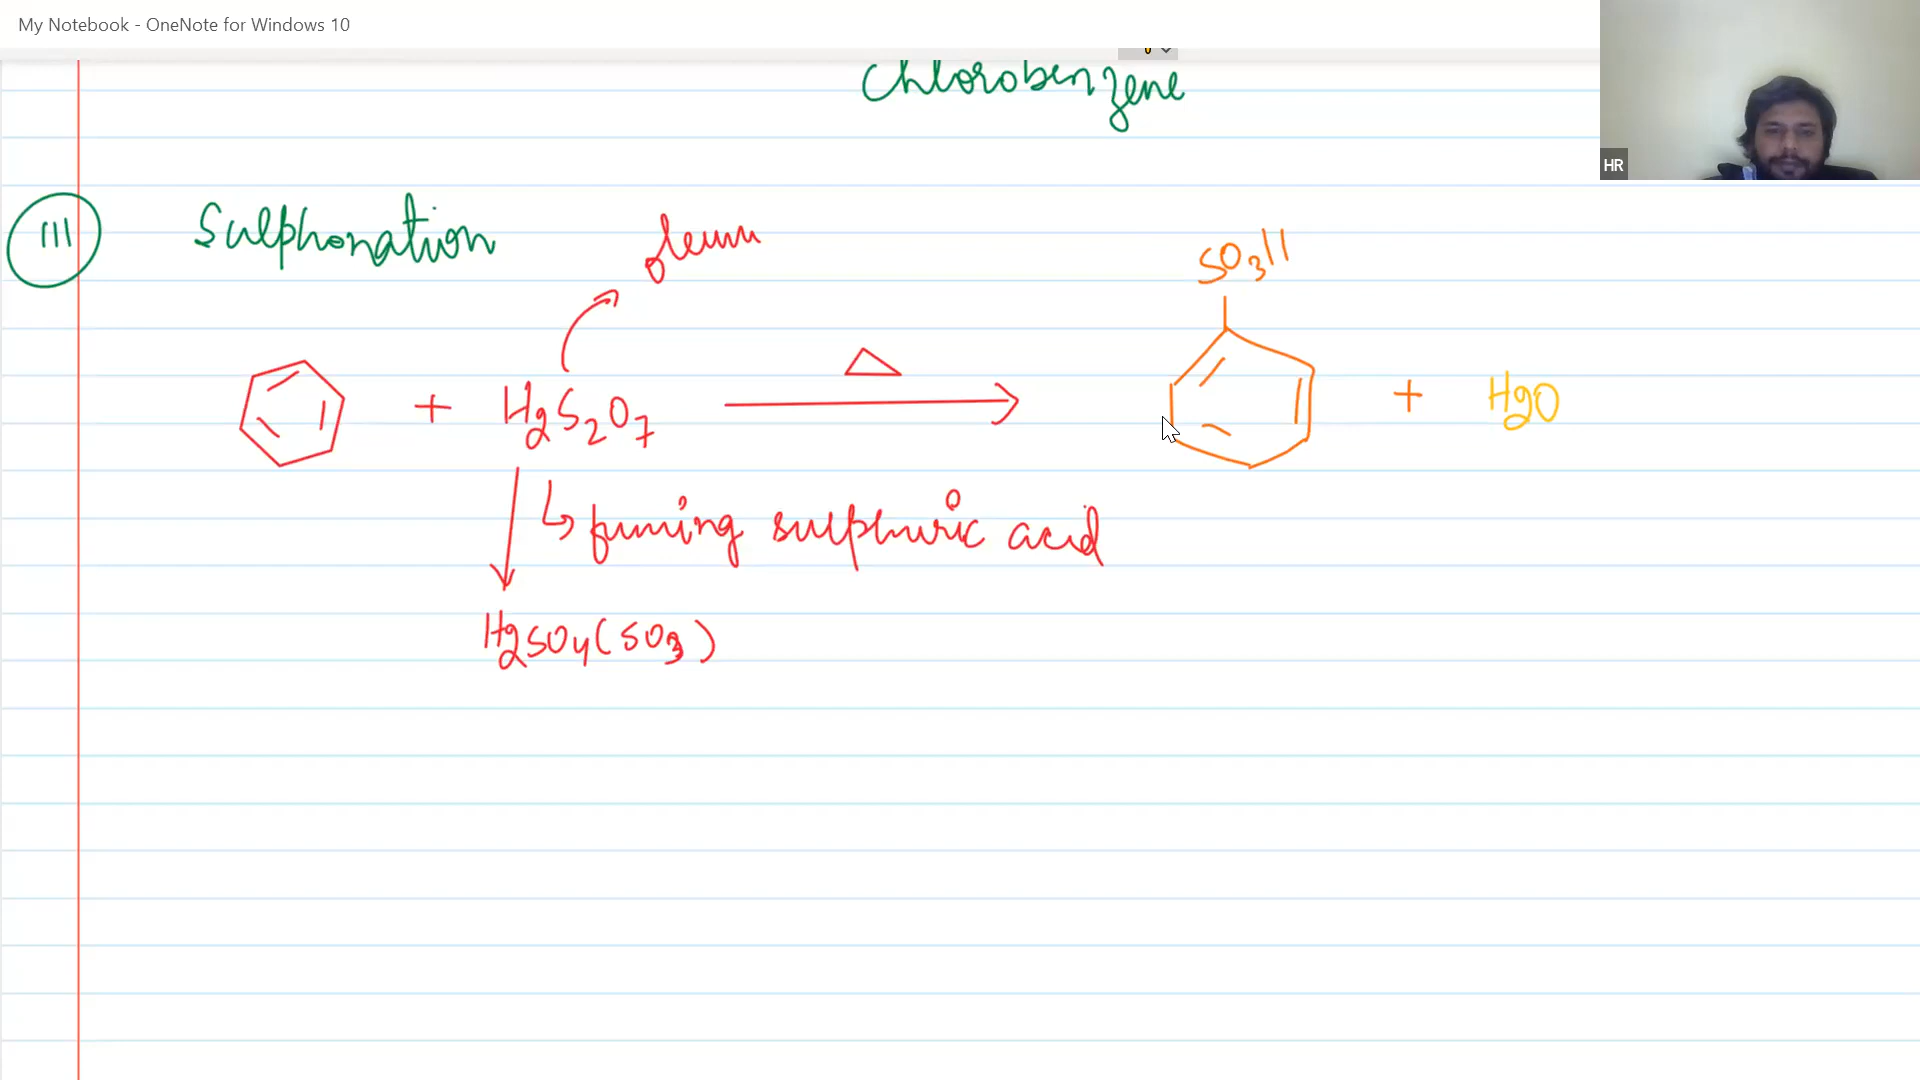 My Notebook - OneNote for Windows 10
Chlorobenzene
HR
III Sulphonation
oleum
SO3H
+ H2S2O7 △ + H2O
fuming sulphuric acid
H2SO4(SO3)